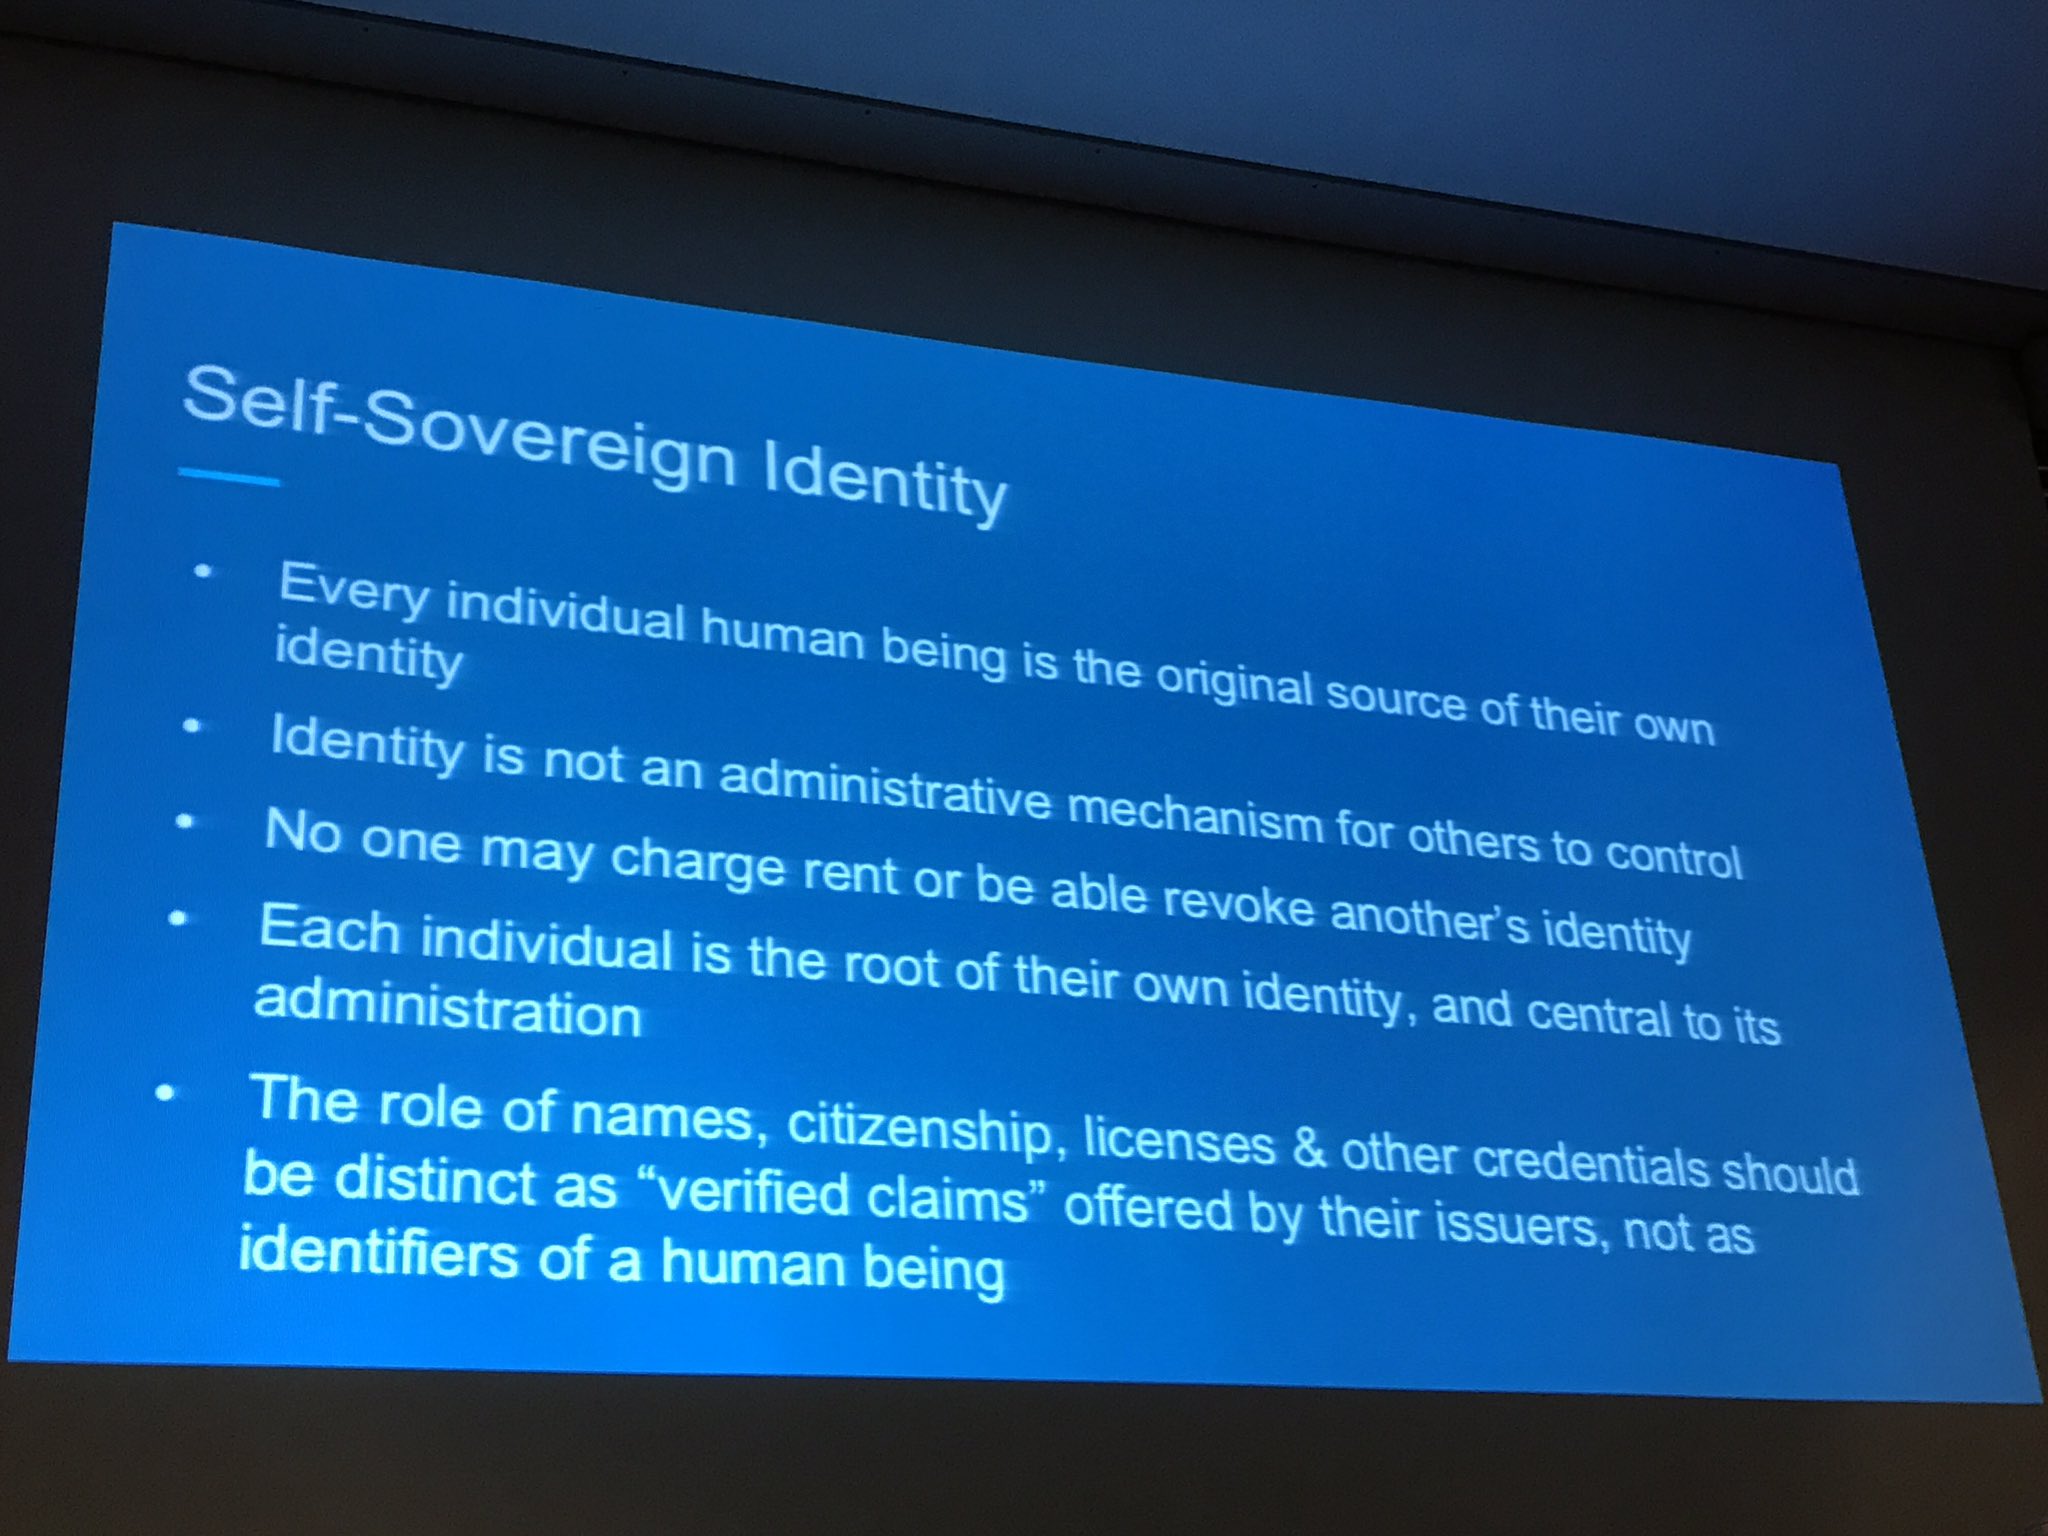 Self-Sovereign Identity
• Every individual human being is the original source of their own
identity
• Identity is not an administrative mechanism for others to control
• No one may charge rent or be able revoke another’s identity
• Each individual is the root of their own identity, and central to its
administration
• The role of names, citizenship, licenses & other credentials should
be distinct as “verified claims” offered by their issuers, not as
identifiers of a human being